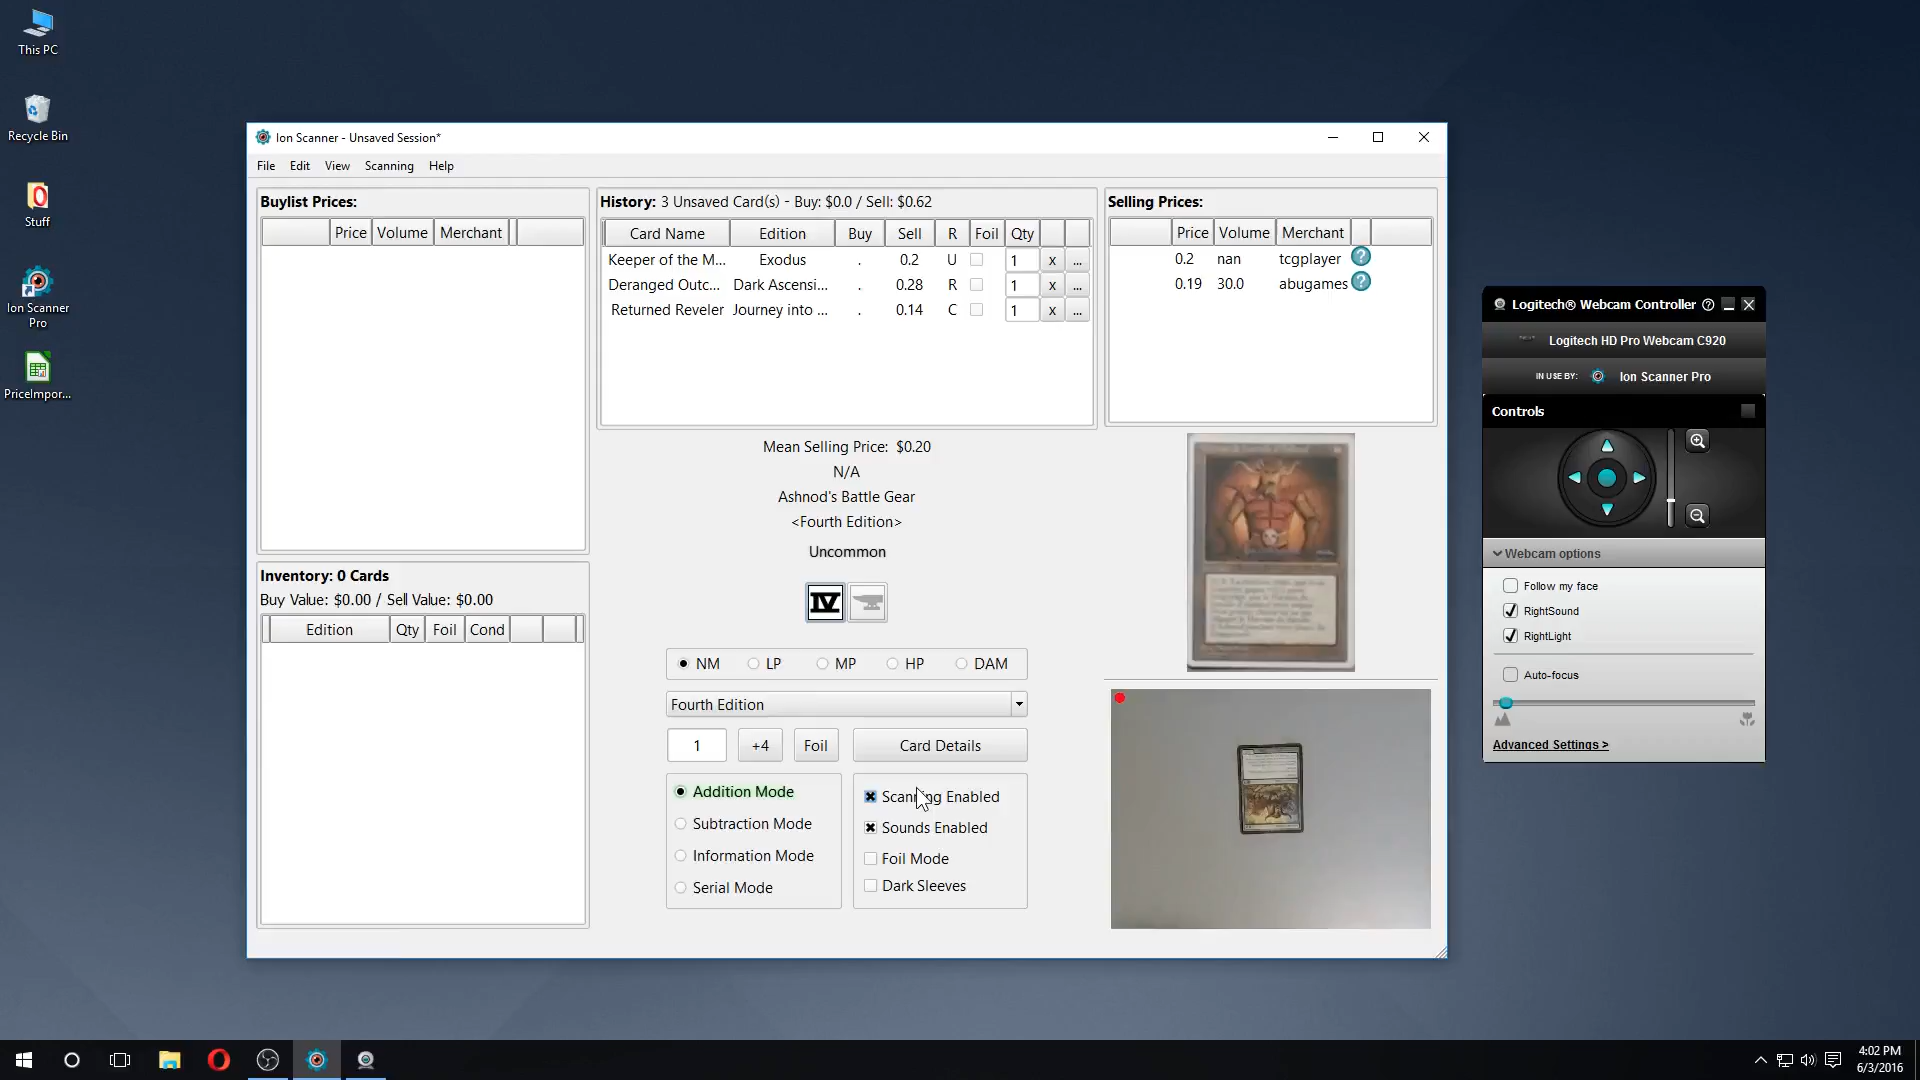 This PC
Recycle Bin
Stuff
Ion Scanner
Pro
PriceImpor...
Ion Scanner - Unsaved Session*
File Edit View Scanning Help
Buylist Prices:
Price Volume Merchant
Inventory: 0 Cards
Buy Value: $0.00 / Sell Value: $0.00
Edition Qty Foil Cond
History: 3 Unsaved Card(s) - Buy: $0.0 / Sell: $0.62
Card Name Edition Buy Sell R Foil Qty
Keeper of the M... Exodus . 0.2 U 1 x ...
Deranged Outc... Dark Ascensi... . 0.28 R 1 x ...
Returned Reveler Journey into ... . 0.14 C 1 x ...
Mean Selling Price: $0.20
N/A
Ashnod's Battle Gear
<Fourth Edition>
Uncommon
IV
NM LP MP HP DAM
Fourth Edition
1 +4 Foil Card Details
Addition Mode
Subtraction Mode
Information Mode
Serial Mode
Scanning Enabled
Sounds Enabled
Foil Mode
Dark Sleeves
Selling Prices:
Price Volume Merchant
0.2 nan tcgplayer ?
0.19 30.0 abugames ?
Logitech® Webcam Controller ?
Logitech HD Pro Webcam C920
IN USE BY: Ion Scanner Pro
Controls
Webcam options
Follow my face
RightSound
RightLight
Auto-focus
Advanced Settings >
4:02 PM
6/3/2016